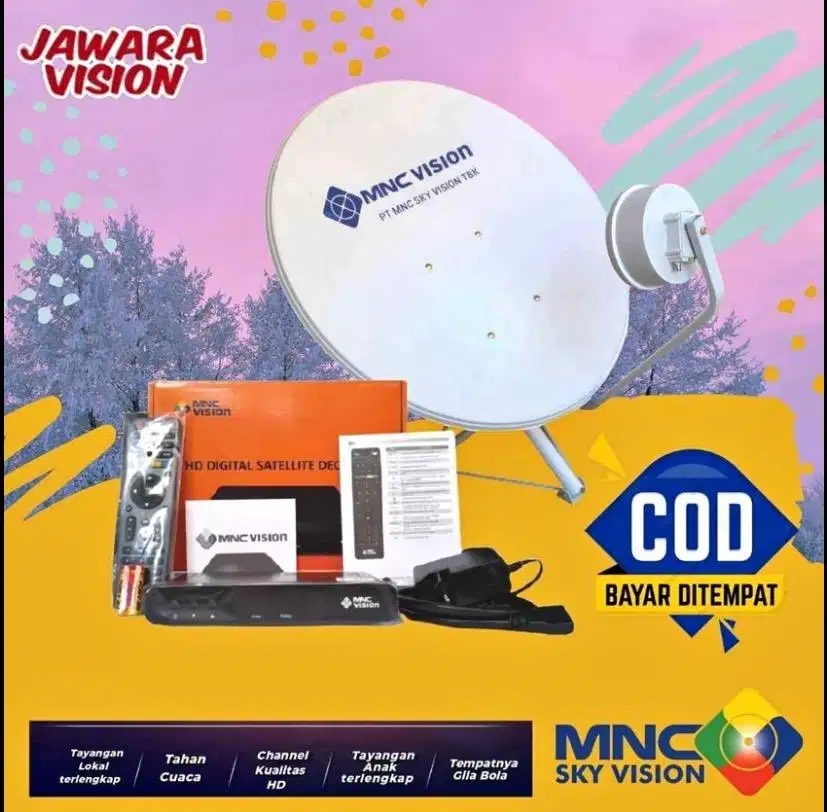 JAWARA
VISION
MNC VISION
PT MNC SKY VISION TBK
MNC
VISION
HD DIGITAL SATELLITE DEC
MNC VISION
MNC
VISION
COD
BAYAR DITEMPAT
Tayangan
Lokal
terlengkap
Tahan
Cuaca
Channel
Kualitas
HD
Tayangan
Anak
terlengkap
Tempatnya
Gila Bola
MNC
SKY VISION